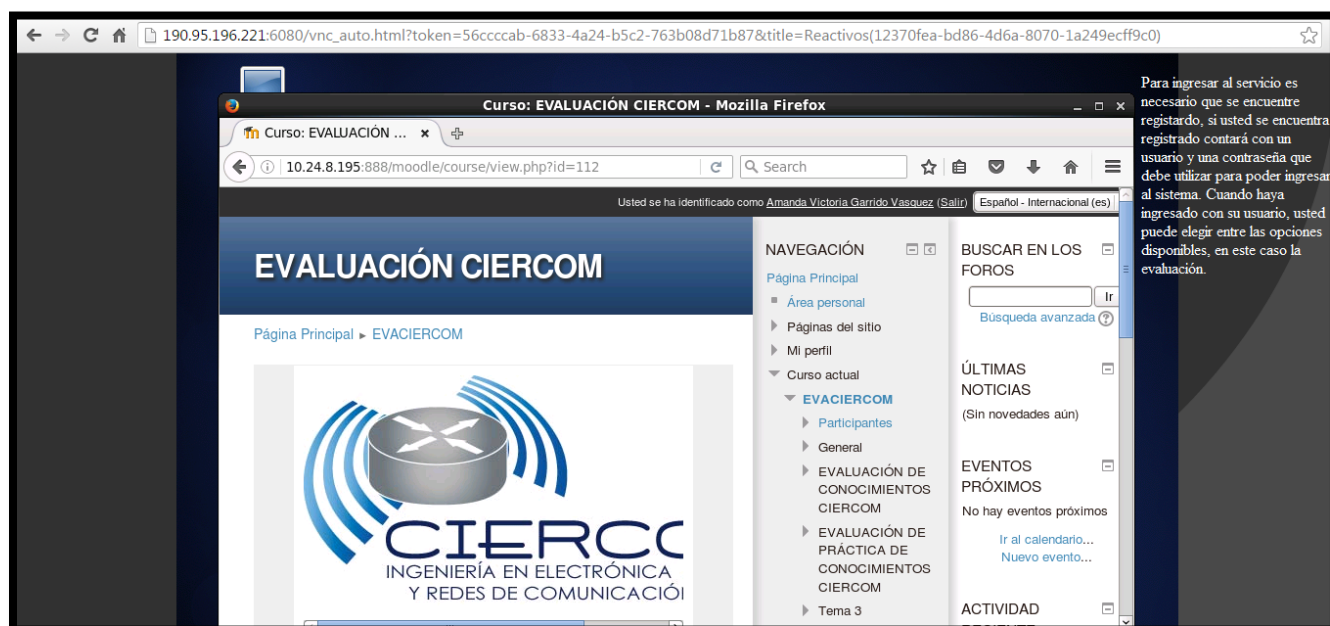 190.95.196.221:6080/vnc_auto.html?token=56ccccab-6833-4a24-b5c2-763b08d71b87&title=Reactivos(12370fea-bd86-4d6a-8070-1a249ecff9c0)
Curso: EVALUACIÓN CIERCOM - Mozilla Firefox
Curso: EVALUACIÓN ...
10.24.8.195:888/moodle/course/view.php?id=112
Search
Usted se ha identificado como Amanda Victoria Garrido Vasquez (Salir)
Español - Internacional (es)
EVALUACIÓN CIERCOM
Página Principal ► EVACIERCOM
CIERCO
INGENIERÍA EN ELECTRÓNICA
Y REDES DE COMUNICACIÓ
NAVEGACIÓN
Página Principal
Área personal
Páginas del sitio
Mi perfil
Curso actual
EVACIERCOM
Participantes
General
EVALUACIÓN DE
CONOCIMIENTOS
CIERCOM
EVALUACIÓN DE
PRÁCTICA DE
CONOCIMIENTOS
CIERCOM
Tema 3
BUSCAR EN LOS
FOROS
Ir
Búsqueda avanzada
ÚLTIMAS
NOTICIAS
(Sin novedades aún)
EVENTOS
PRÓXIMOS
No hay eventos próximos
Ir al calendario...
Nuevo evento...
ACTIVIDAD
Para ingresar al servicio es
necesario que se encuentre
registardo, si usted se encuentra
registrado contará con un
usuario y una contraseña que
debe utilizar para poder ingresar
al sistema. Cuando haya
ingresado con su usuario, usted
puede elegir entre las opciones
disponibles, en este caso la
evaluación.